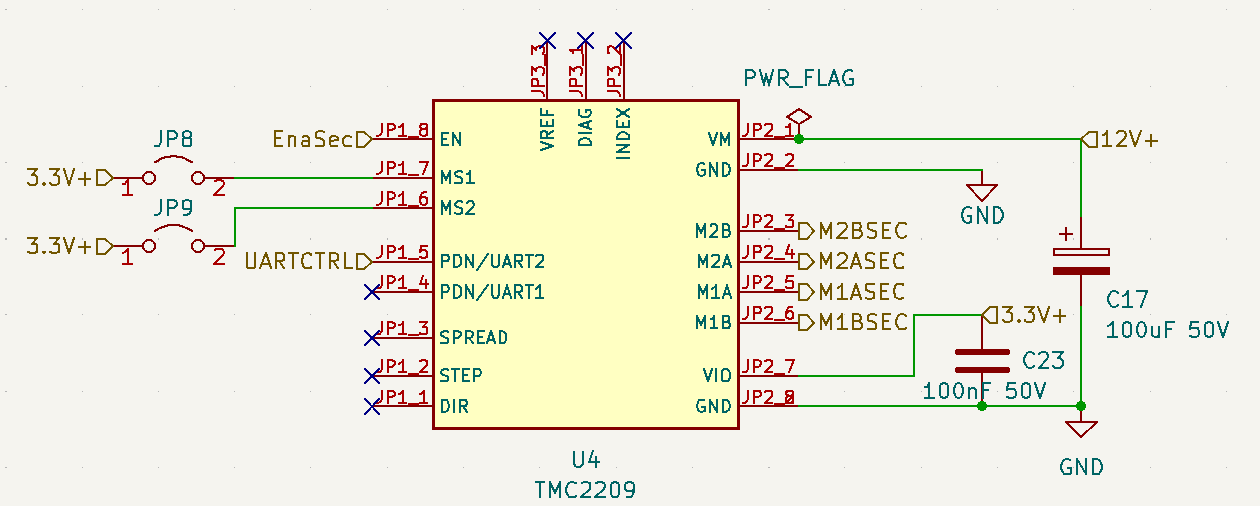 JP3_3
JP3_1
JP3_2
PWR_FLAG
VREF
DIAG
INDEX
JP8
EnaSec
JP1_8
EN
VM
JP2_1
12V+
3.3V+
1
2
JP1_7
MS1
GND
JP2_2
GND
JP9
JP1_6
MS2
3.3V+
1
2
M2B
JP2_3
M2BSEC
UARTCTRL
JP1_5
PDN/UART2
M2A
JP2_4
M2ASEC
+
JP1_4
PDN/UART1
M1A
JP2_5
M1ASEC
C17
100uF 50V
JP1_3
SPREAD
M1B
JP2_6
M1BSEC
3.3V+
JP1_2
STEP
VIO
JP2_7
C23
100nF 50V
JP1_1
DIR
GND
JP2_8
GND
U4
TMC2209